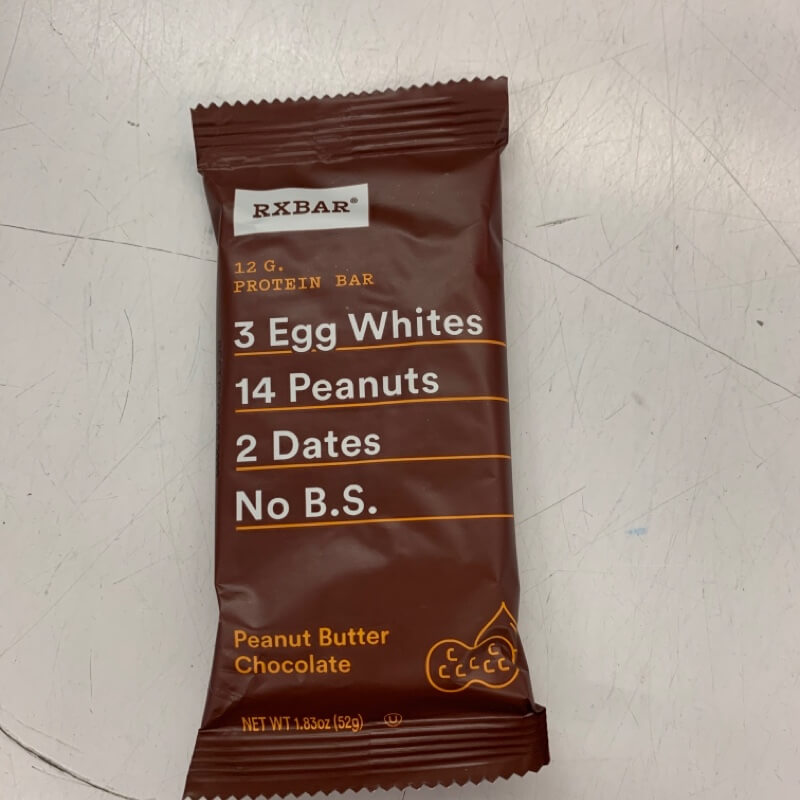 RXBAR®
12 G.
PROTEIN BAR
3 Egg Whites
14 Peanuts
2 Dates
No B.S.
Peanut Butter
Chocolate
NET WT 1.83oz (52g) U